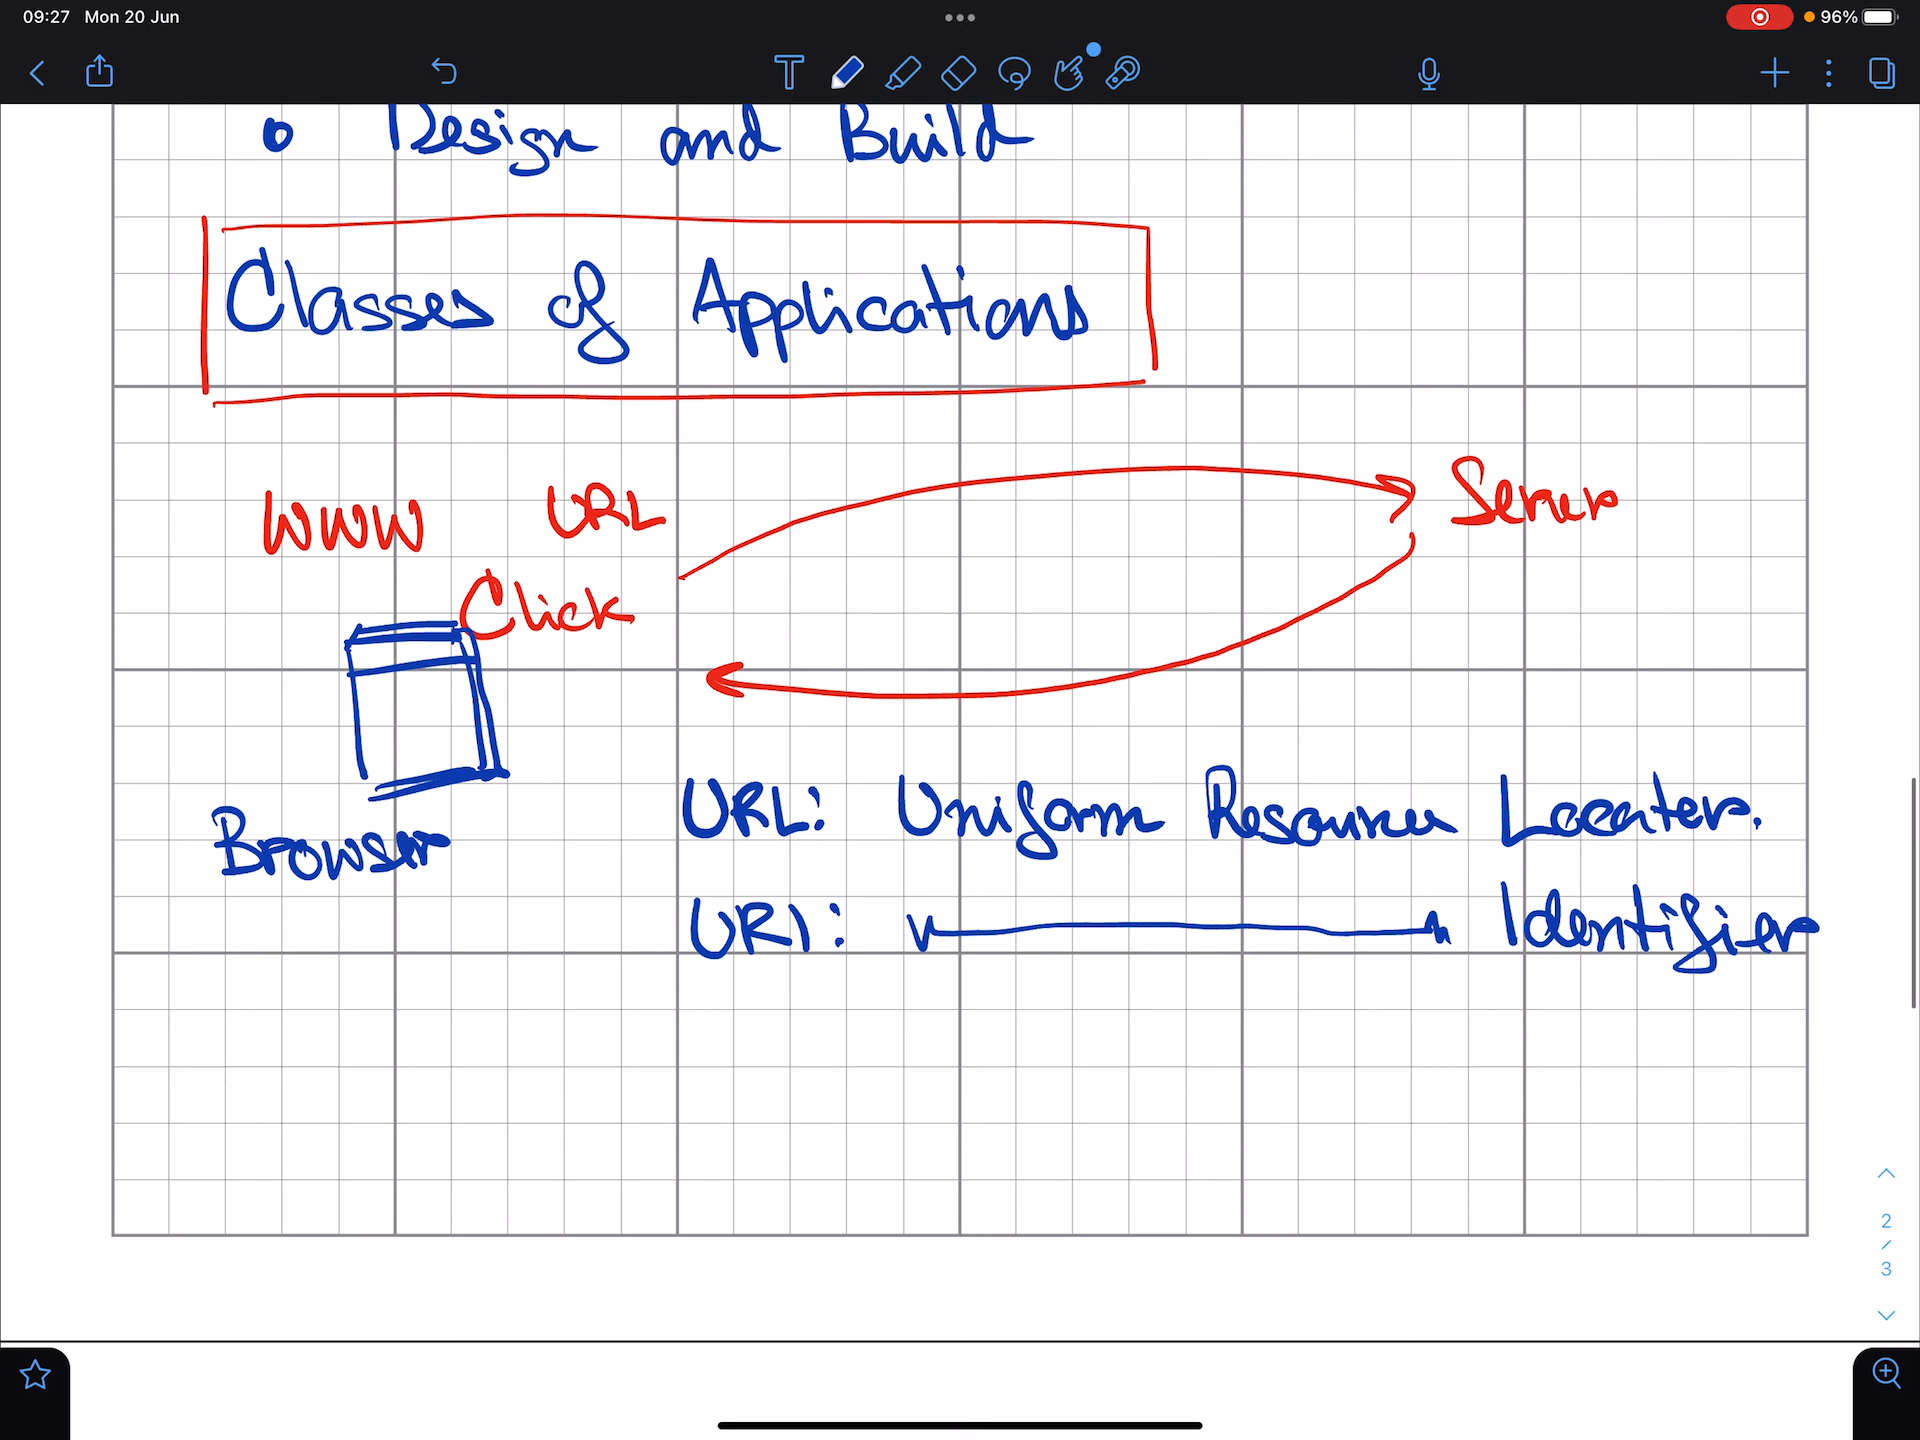 09:27 Mon 20 Jun
96%
Design and Build
Classes of Applications
WWW URL
Server
Click
Browser
URL: Uniform Resource Locater.
URI: Identifier
2
/
3